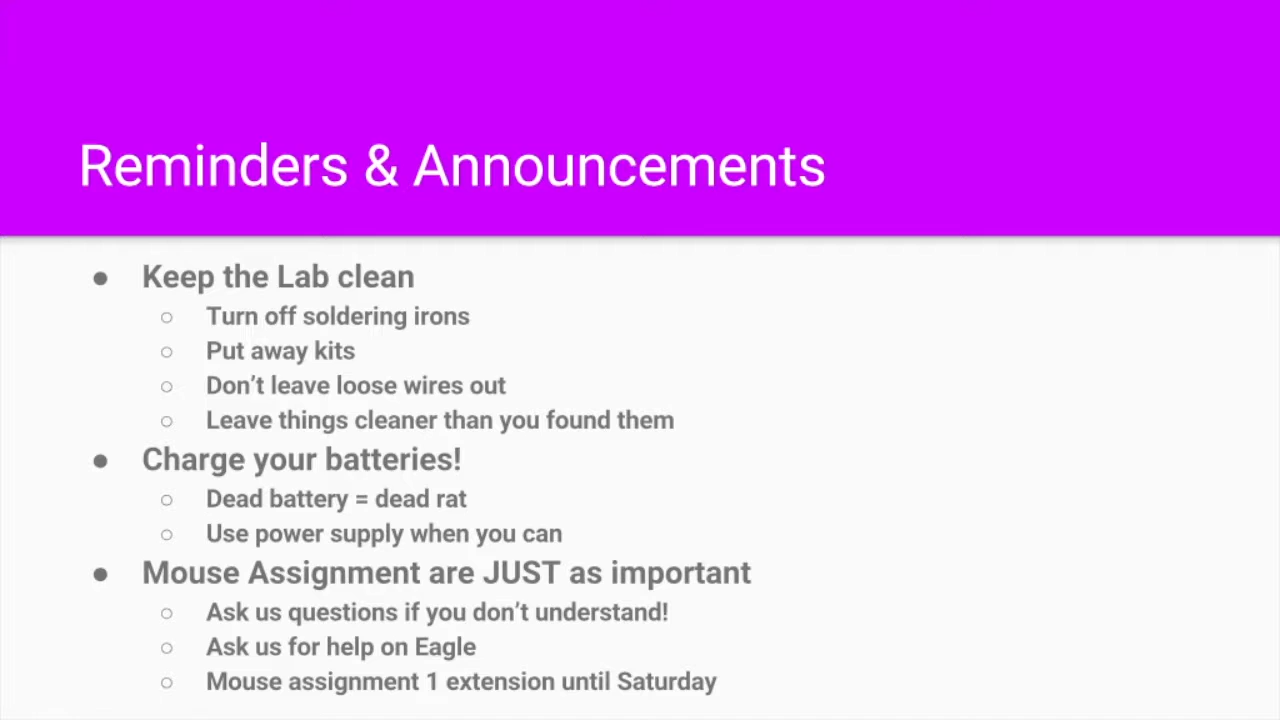 Reminders & Announcements
● Keep the Lab clean
○ Turn off soldering irons
○ Put away kits
○ Don’t leave loose wires out
○ Leave things cleaner than you found them
● Charge your batteries!
○ Dead battery = dead rat
○ Use power supply when you can
● Mouse Assignment are JUST as important
○ Ask us questions if you don’t understand!
○ Ask us for help on Eagle
○ Mouse assignment 1 extension until Saturday